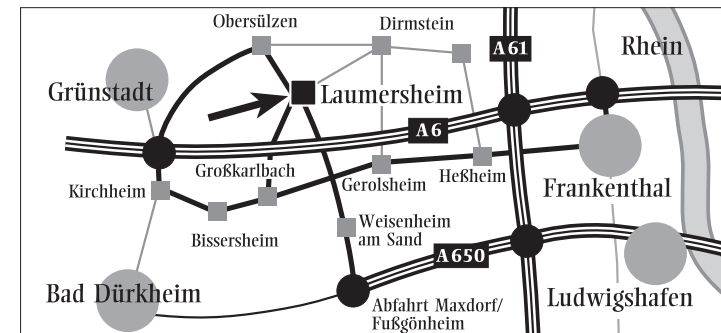 Obersülzen
Dirmstein
A61
Rhein
Grünstadt
Laumersheim
A6
Großkarlbach
Kirchheim
Gerolsheim
Heßheim
Frankenthal
Bissersheim
Weisenheim
am Sand
A650
Bad Dürkheim
Abfahrt Maxdorf/
Fußgönheim
Ludwigshafen